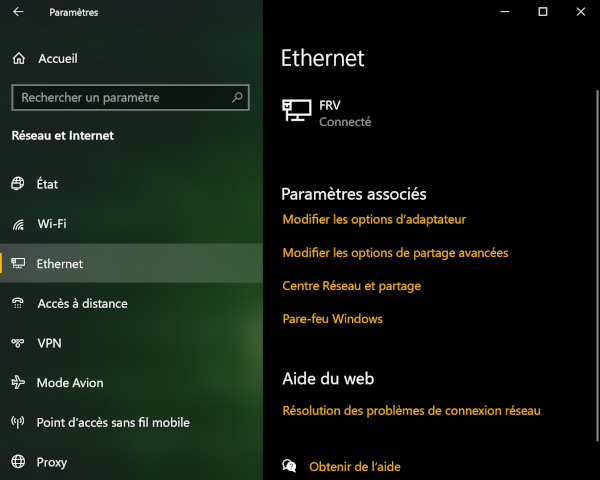 Paramètres
Accueil
Rechercher un paramètre
Réseau et Internet
État
Wi-Fi
Ethernet
Accès à distance
VPN
Mode Avion
Point d'accès sans fil mobile
Proxy
Ethernet
FRV
Connecté
Paramètres associés
Modifier les options d'adaptateur
Modifier les options de partage avancées
Centre Réseau et partage
Pare-feu Windows
Aide du web
Résolution des problèmes de connexion réseau
Obtenir de l'aide